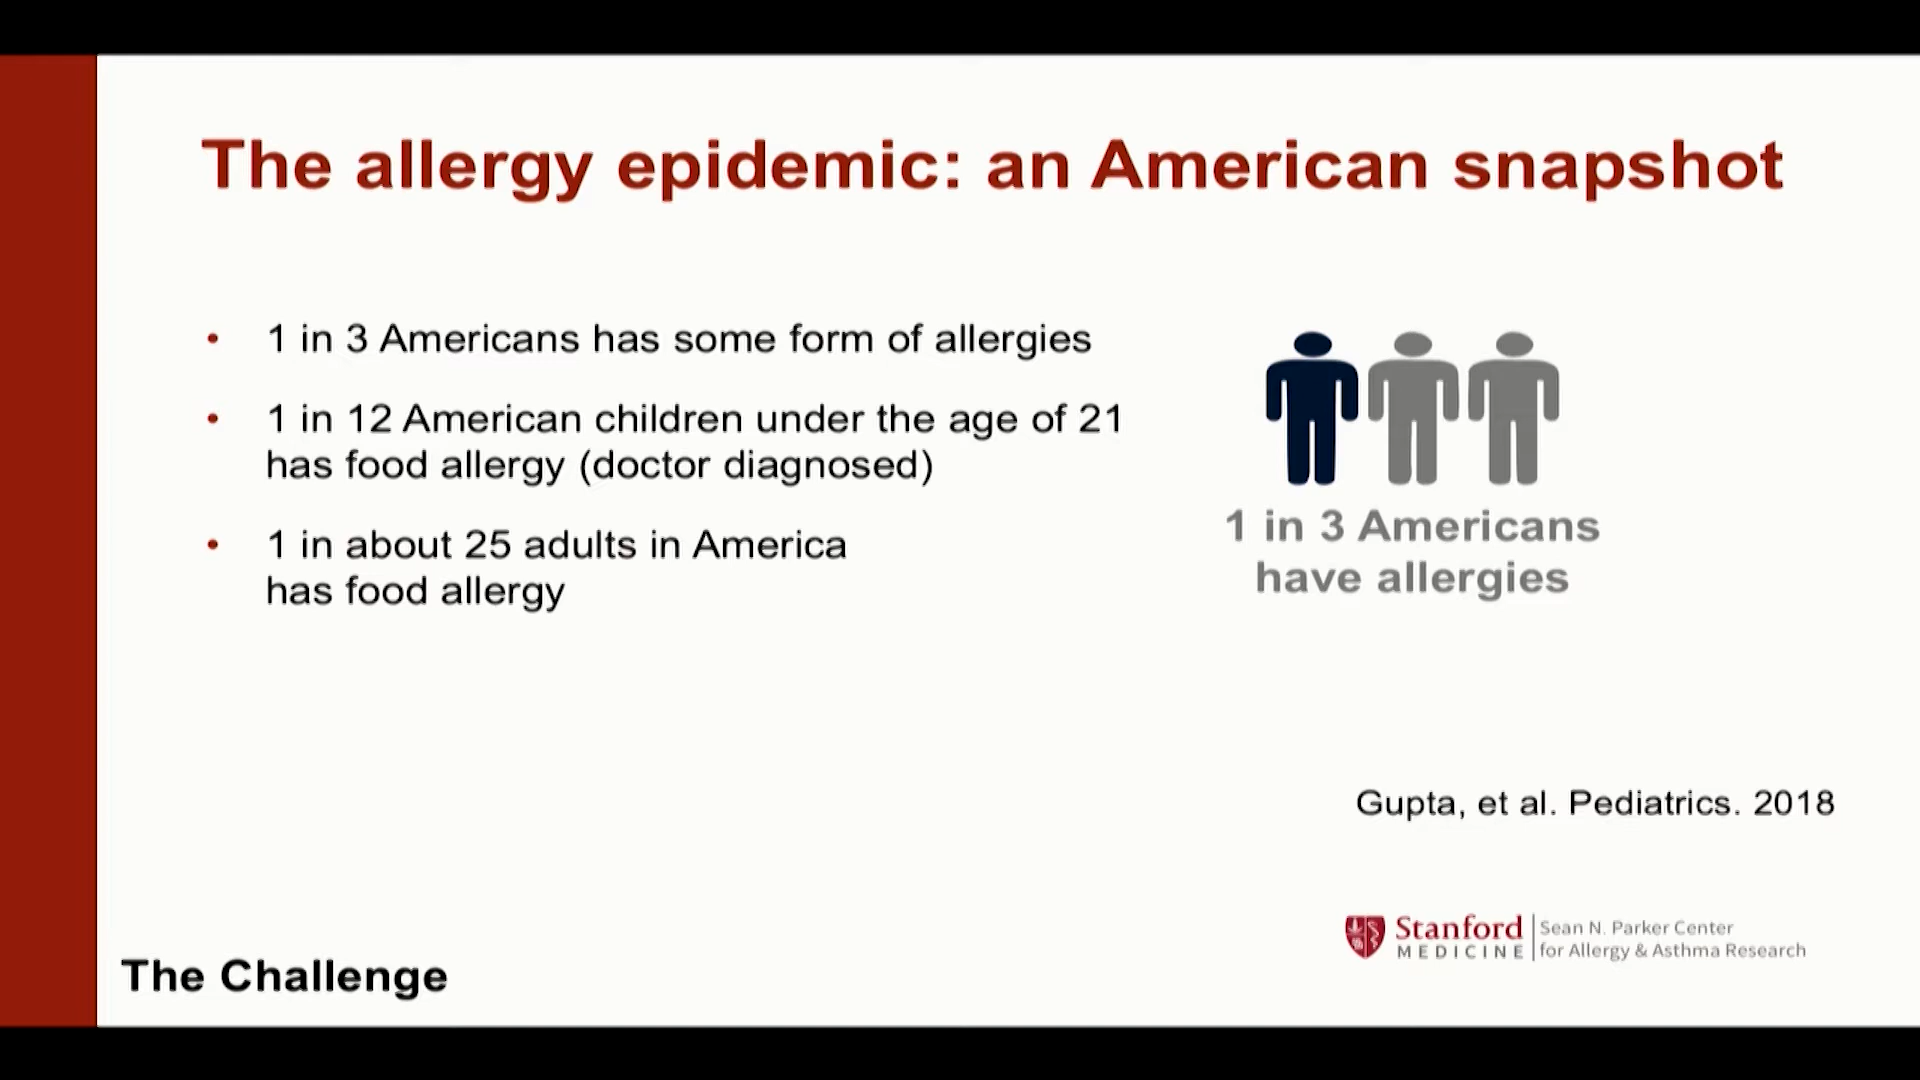 The allergy epidemic: an American snapshot
• 1 in 3 Americans has some form of allergies
• 1 in 12 American children under the age of 21
has food allergy (doctor diagnosed)
• 1 in about 25 adults in America
has food allergy
1 in 3 Americans
have allergies
Gupta, et al. Pediatrics. 2018
Stanford
MEDICINE
Sean N. Parker Center
for Allergy & Asthma Research
The Challenge